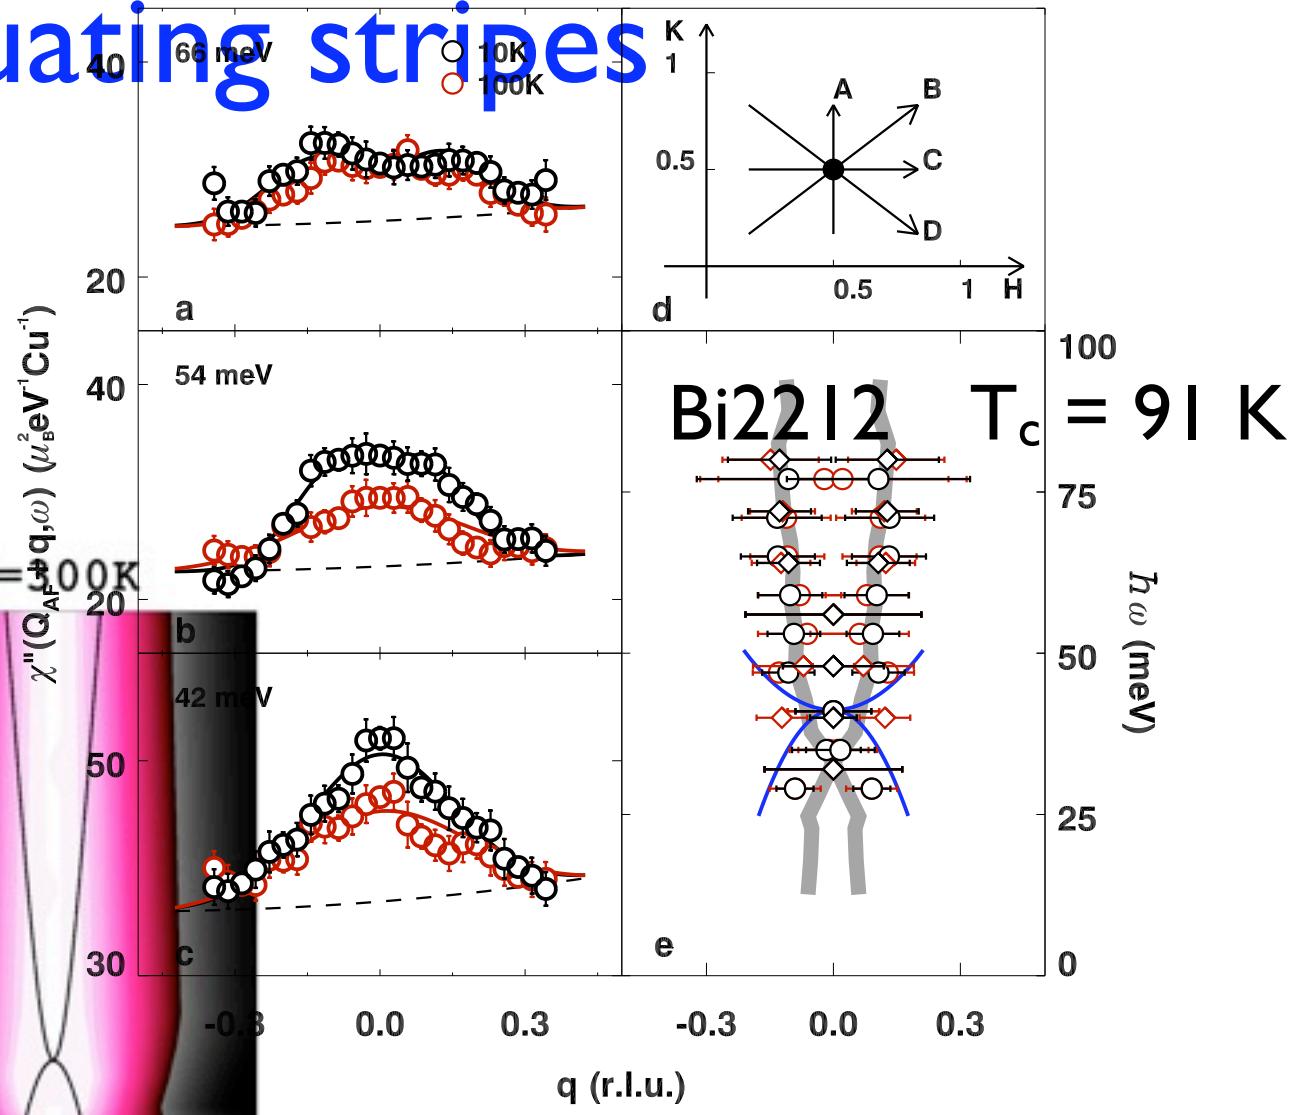 uating stripes
66 meV
10K
100K
40
20
a
K
1
0.5
A
B
C
D
0.5
1
H
d
54 meV
40
20
b
χ"(Q_AF+q,ω) (μ_B²eV⁻¹Cu⁻¹)
42 meV
50
30
c
-0.3
0.0
0.3
q (r.l.u.)
Bi2212 T_c = 91 K
100
75
50
25
0
ħω (meV)
e
-0.3
0.0
0.3
=300K